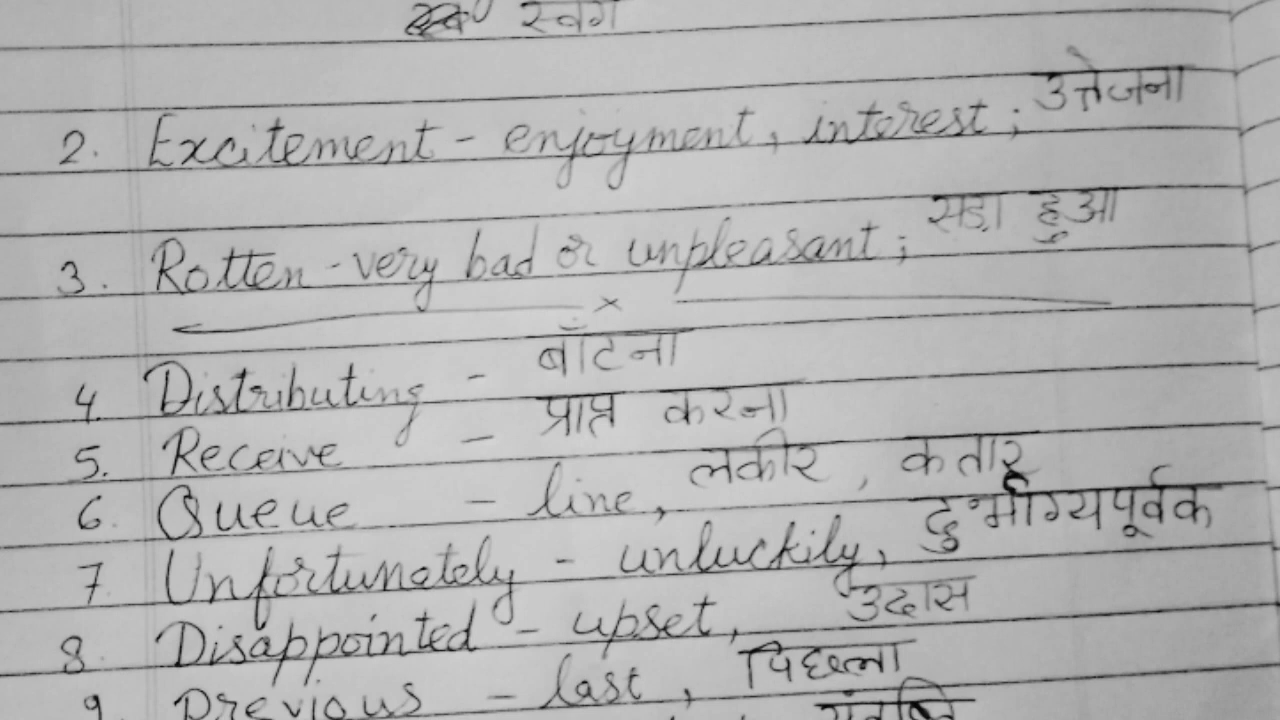 स्वर्ग
2. Excitement - enjoyment, interest; उत्तेजना
3. Rotten - very bad or unpleasant; सड़ा हुआ
x
4. Distributing - बाँटना
5. Receive - प्राप्त करना
6. Queue - line, लकीर, कतार
7. Unfortunately - unluckily, दुर्भाग्यपूर्वक
8. Disappointed - upset, उदास
9. Previous - last, पिछला